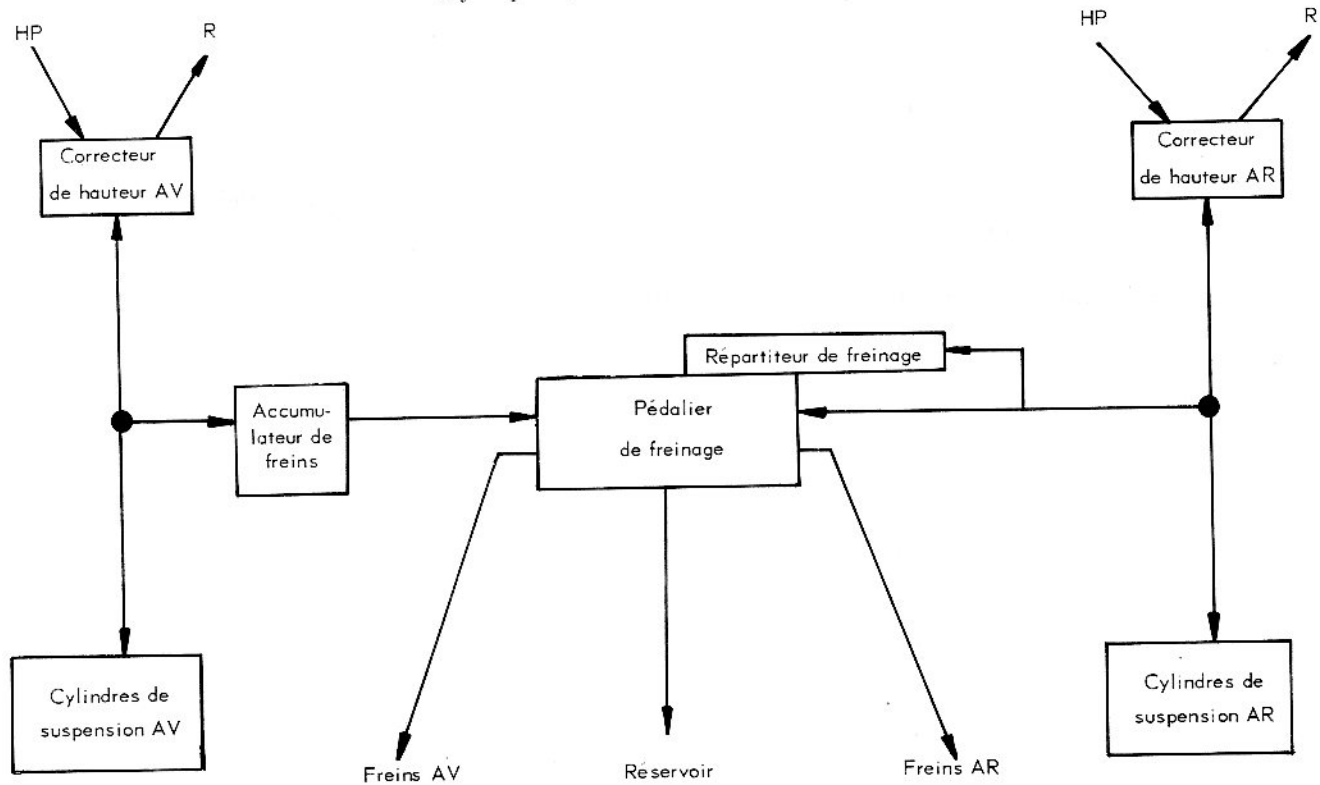 HP
R
HP
R
Correcteur
de hauteur AV
Correcteur
de hauteur AR
Répartiteur de freinage
Accumu-
lateur de
freins
Pédalier
de freinage
Cylindres de
suspension AV
Cylindres de
suspension AR
Freins AV
Réservoir
Freins AR